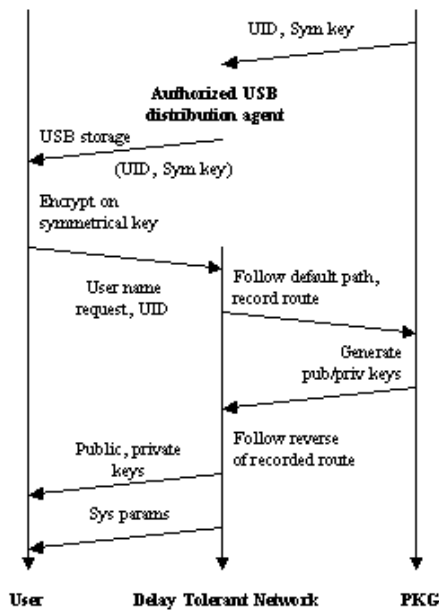 UID, Sym key
Authorized USB
distribution agent
USB storage
(UID, Sym key)
Encrypt on
symmetrical key
User name
request, UID
Follow default path,
record route
Generate
pub/priv keys
Follow reverse
of recorded route
Public, private
keys
Sys params
User
Delay Tolerant Network
PKG